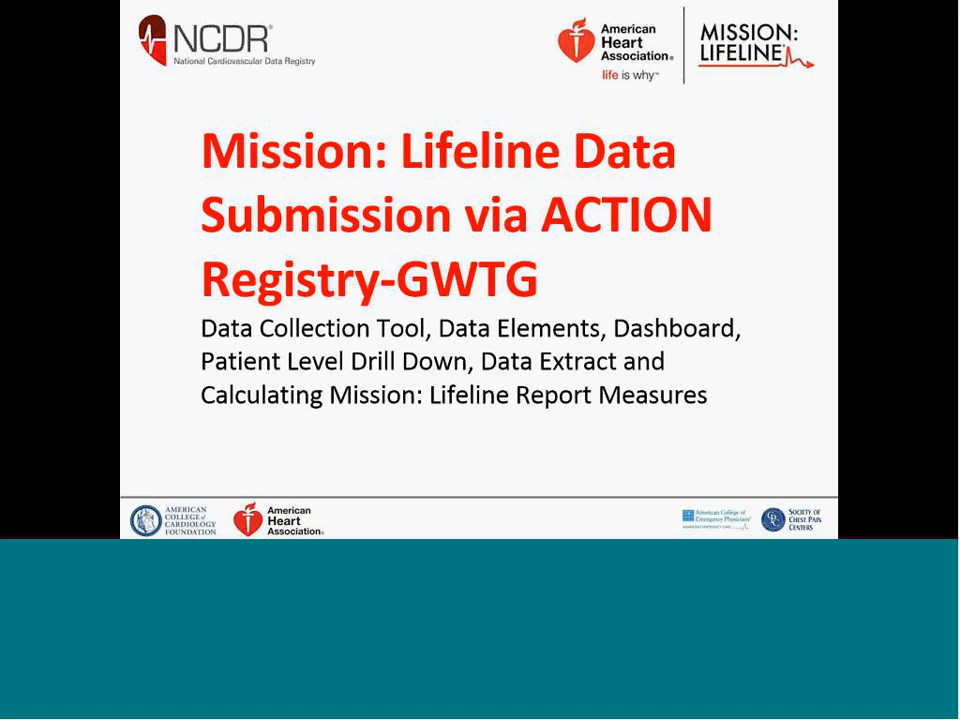 NCDR®
National Cardiovascular Data Registry
American
Heart
Association®
life is why™
MISSION:
LIFELINE®
Mission: Lifeline Data
Submission via ACTION
Registry-GWTG
Data Collection Tool, Data Elements, Dashboard,
Patient Level Drill Down, Data Extract and
Calculating Mission: Lifeline Report Measures
AMERICAN
COLLEGE of
CARDIOLOGY
FOUNDATION
American
Heart
Association®
American College of
Emergency Physicians®
SOCIETY OF
CHEST PAIN
CENTERS